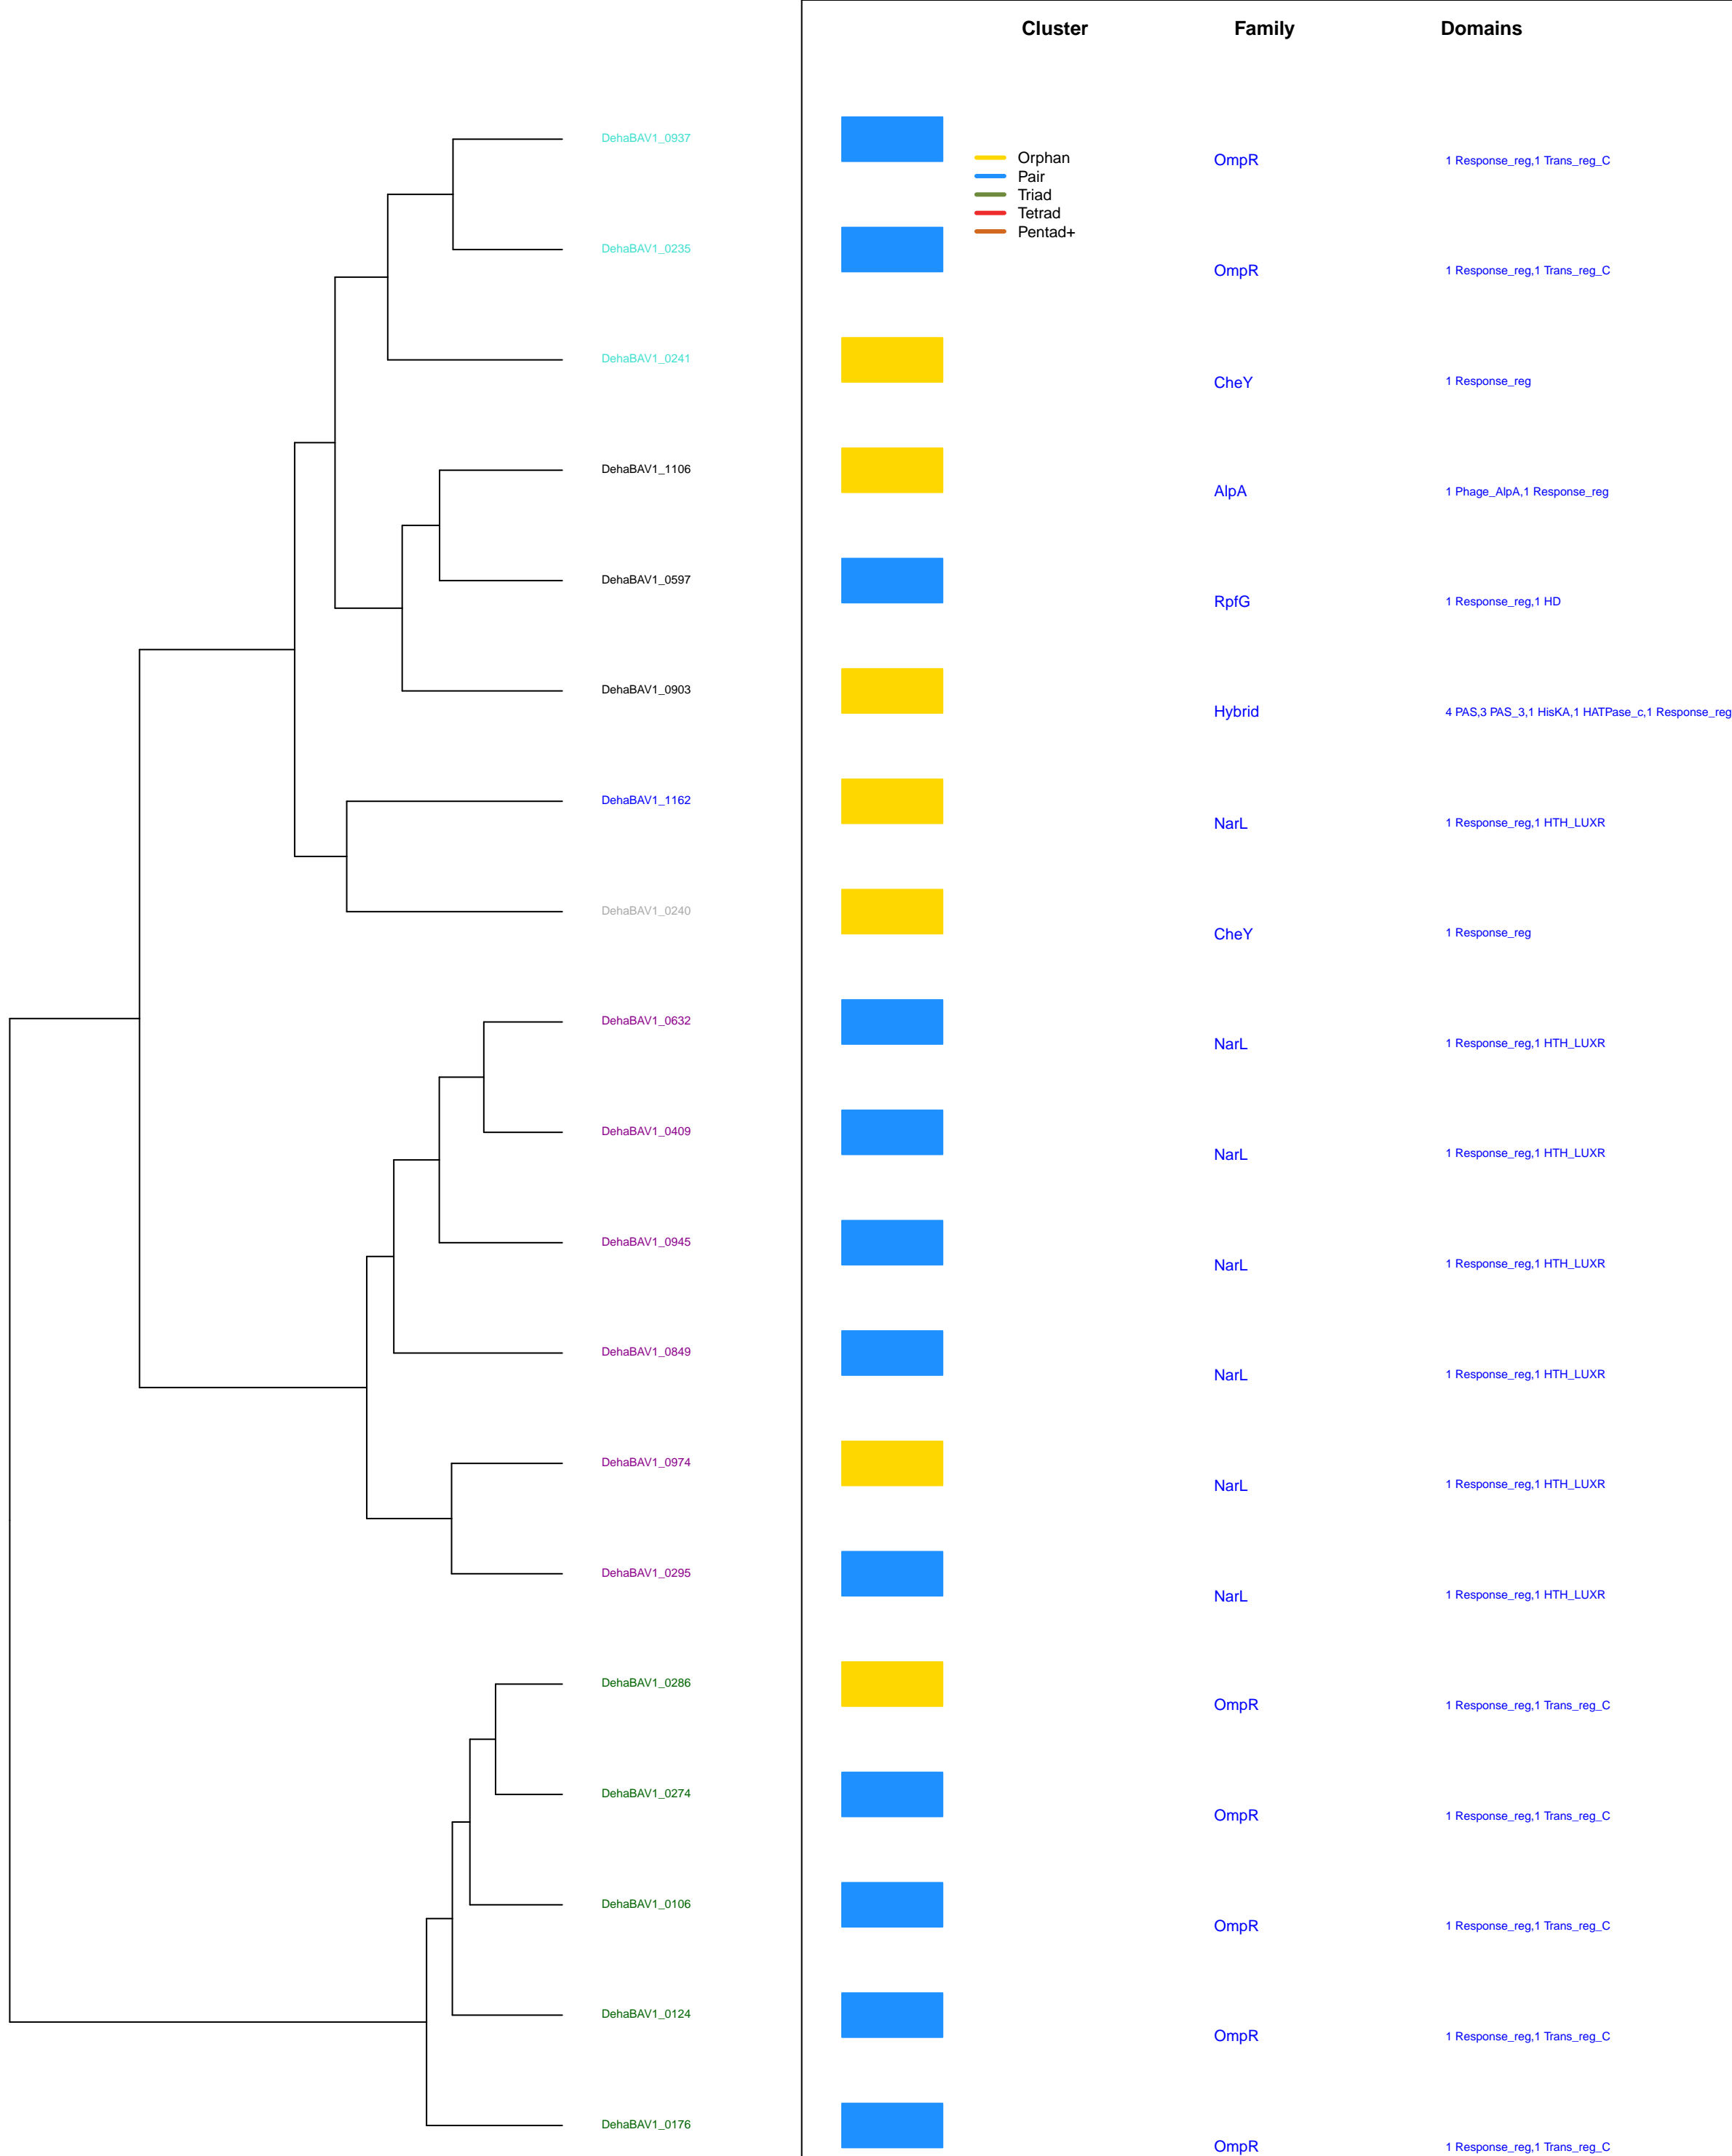 Cluster Family Domains
DehaBAV1_0937
Orphan
OmpR 1 Response_reg,1 Trans_reg_C
Pair
Triad
Tetrad
Pentad+
DehaBAV1_0235
OmpR 1 Response_reg,1 Trans_reg_C
DehaBAV1_0241
CheY 1 Response_reg
DehaBAV1_1106
AlpA 1 Phage_AlpA,1 Response_reg
DehaBAV1_0597
RpfG 1 Response_reg,1 HD
DehaBAV1_0903
Hybrid 4 PAS,3 PAS_3,1 HisKA,1 HATPase_c,1 Response_reg
DehaBAV1_1162
NarL 1 Response_reg,1 HTH_LUXR
DehaBAV1_0240
CheY 1 Response_reg
DehaBAV1_0632
NarL 1 Response_reg,1 HTH_LUXR
DehaBAV1_0409
NarL 1 Response_reg,1 HTH_LUXR
DehaBAV1_0945
NarL 1 Response_reg,1 HTH_LUXR
DehaBAV1_0849
NarL 1 Response_reg,1 HTH_LUXR
DehaBAV1_0974
NarL 1 Response_reg,1 HTH_LUXR
DehaBAV1_0295
NarL 1 Response_reg,1 HTH_LUXR
DehaBAV1_0286
OmpR 1 Response_reg,1 Trans_reg_C
DehaBAV1_0274
OmpR 1 Response_reg,1 Trans_reg_C
DehaBAV1_0106
OmpR 1 Response_reg,1 Trans_reg_C
DehaBAV1_0124
OmpR 1 Response_reg,1 Trans_reg_C
DehaBAV1_0176
OmpR 1 Response_reg,1 Trans_reg_C